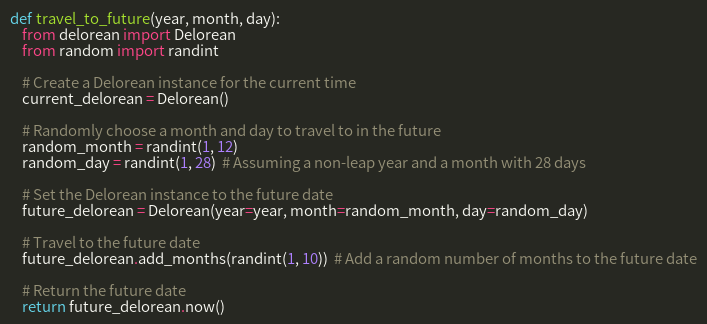 def travel_to_future(year, month, day):
from delorean import Delorean
from random import randint
# Create a Delorean instance for the current time
current_delorean = Delorean()
# Randomly choose a month and day to travel to in the future
random_month = randint(1, 12)
random_day = randint(1, 28) # Assuming a non-leap year and a month with 28 days
# Set the Delorean instance to the future date
future_delorean = Delorean(year=year, month=random_month, day=random_day)
# Travel to the future date
future_delorean.add_months(randint(1, 10)) # Add a random number of months to the future date
# Return the future date
return future_delorean.now()